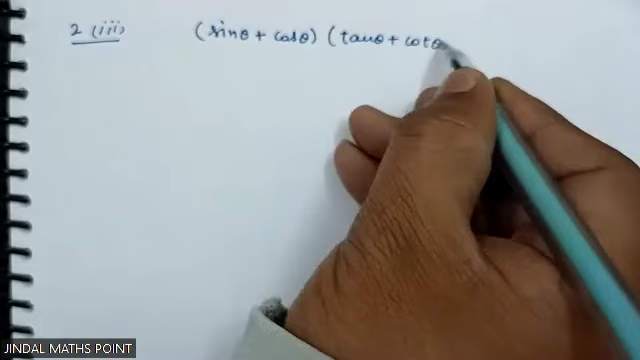 2 (iii) (sinθ + cosθ) (tanθ + cotθ
JINDAL MATHS POINT